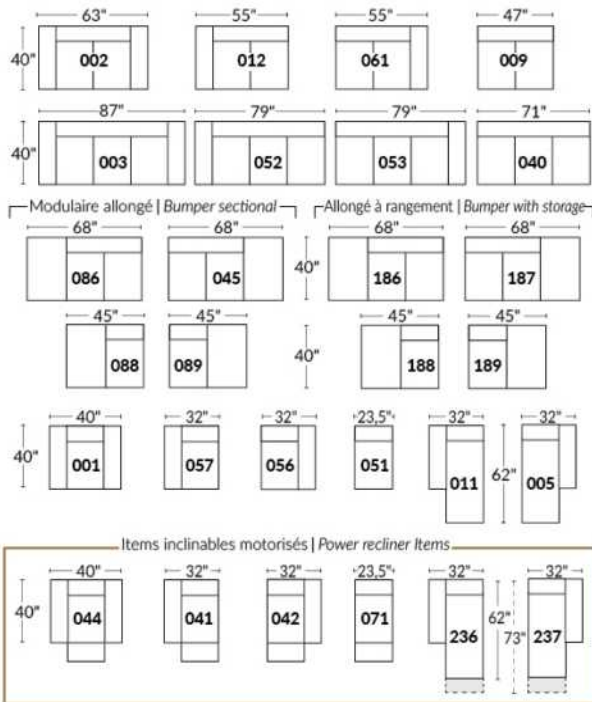 63" 55" 55" 47"
40" 002 012 061 009
87" 79" 79" 71"
40" 003 052 053 040
Modulaire allongé | Bumper sectional Allongé à rangement | Bumper with storage
68" 68" 68" 68"
086 045 40" 186 187
45" 45" 45" 45"
088 089 40" 188 189
40" 32" 32" 23,5" 32" 32"
40" 001 057 056 051 011 62" 005
Items inclinables motorisés | Power recliner Items
40" 32" 32" 23,5" 32" 32"
40" 044 041 042 071 236 62" 73" 237